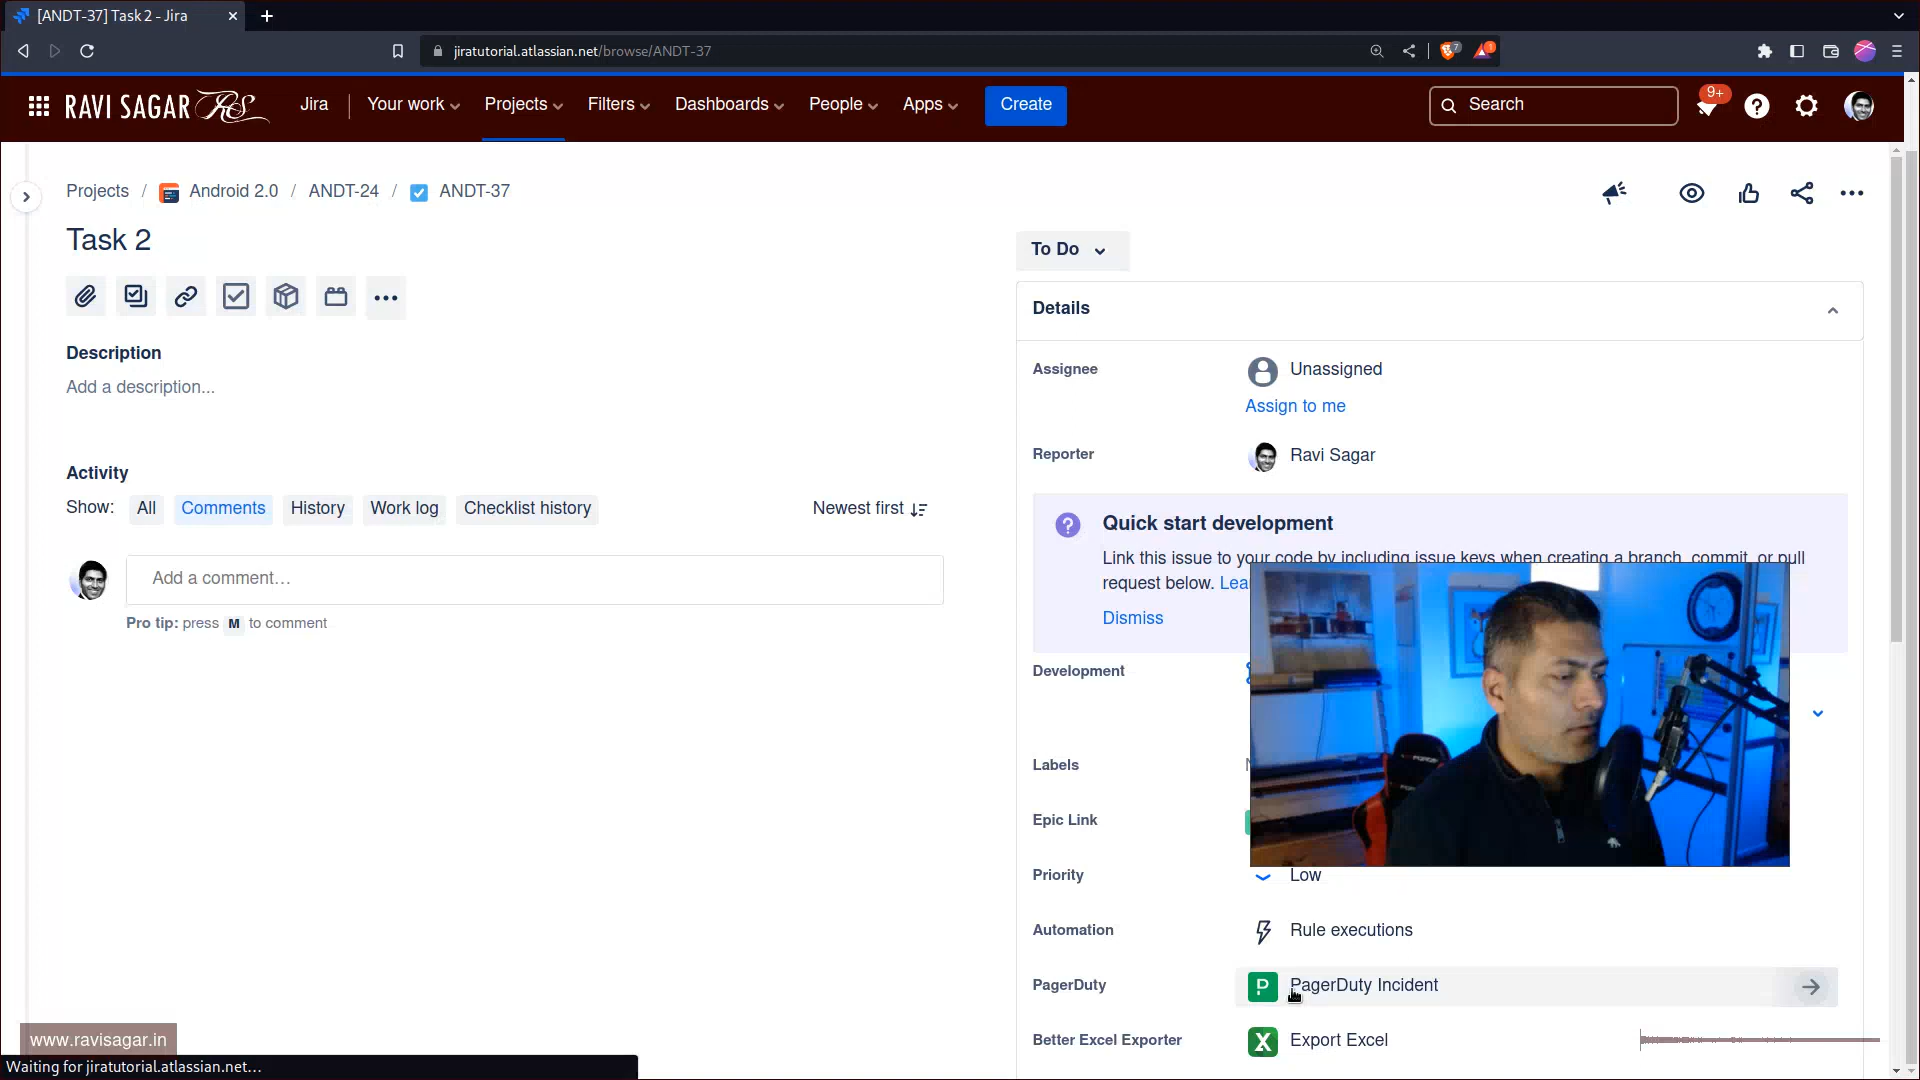 [ANDT-37] Task 2 - Jira
jiratutorial.atlassian.net/browse/ANDT-37
7
1
RAVI SAGAR RS
Jira
Your work
Projects
Filters
Dashboards
People
Apps
Create
Search
9+
Projects / Android 2.0 / ANDT-24 / ANDT-37
Task 2
Description
Add a description...
Activity
Show: All Comments History Work log Checklist history
Newest first
Add a comment…
Pro tip: press M to comment
To Do
Details
Assignee
Unassigned
Assign to me
Reporter
Ravi Sagar
Quick start development
Link this issue to your code by including issue keys when creating a branch, commit, or pull
request below.
Dismiss
Development
Labels
Epic Link
Priority
Low
Automation
Rule executions
PagerDuty
P
PagerDuty Incident
Better Excel Exporter
X
Export Excel
www.ravisagar.in
Waiting for jiratutorial.atlassian.net…